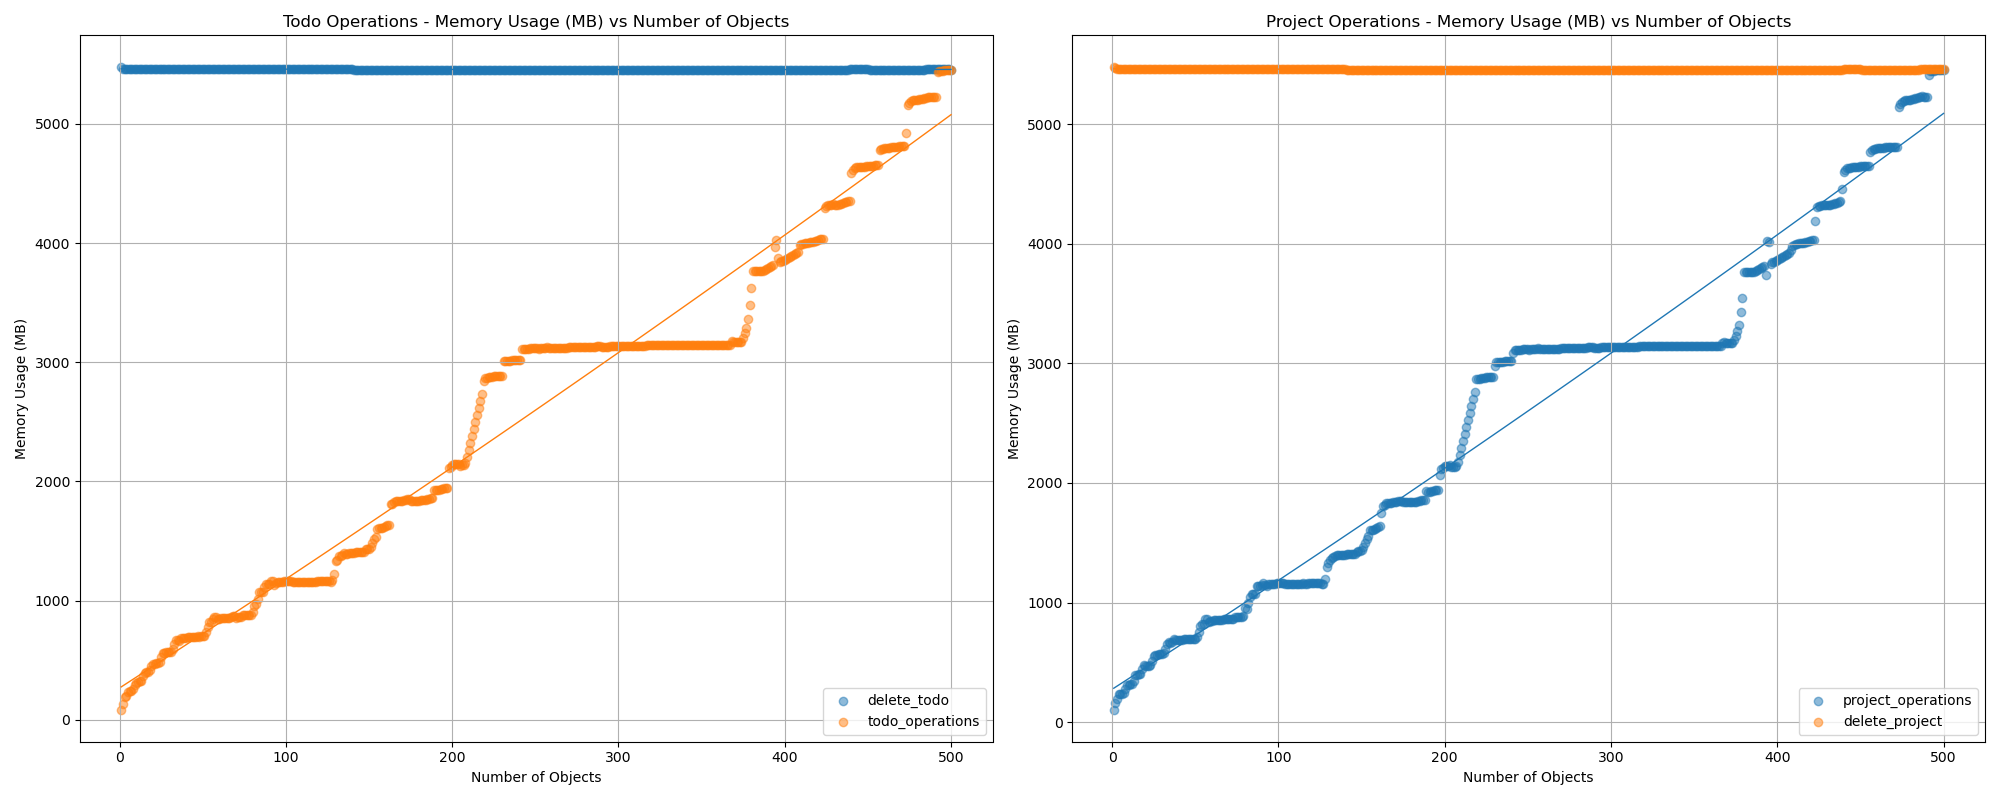 Todo Operations - Memory Usage (MB) vs Number of Objects
Memory Usage (MB)
5000
4000
3000
2000
1000
0
0
100
200
300
400
500
Number of Objects
delete_todo
todo_operations
Project Operations - Memory Usage (MB) vs Number of Objects
Memory Usage (MB)
5000
4000
3000
2000
1000
0
0
100
200
300
400
500
Number of Objects
project_operations
delete_project